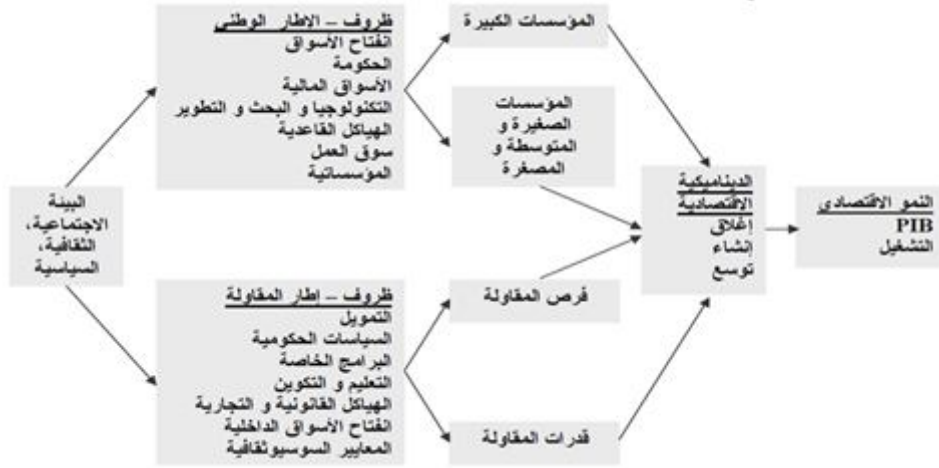 ظروف – الاطار الوطني
انفتاح الأسواق
الحكومة
الأسواق المالية
التكنولوجيا و البحث و التطوير
الهياكل القاعدية
سوق العمل
المؤسساتية
المؤسسات الكبيرة
المؤسسات
الصغيرة و
المتوسطة و
المصغرة
البيئة
الاجتماعية،
الثقافية،
السياسية
الديناميكية
الاقتصادية
إغلاق
إنشاء
توسع
النمو الاقتصادي
PIB
التشغيل
ظروف – إطار المقاولة
التمويل
السياسات الحكومية
البرامج الخاصة
التعليم و التكوين
الهياكل القانونية و التجارية
انفتاح الأسواق الداخلية
المعايير السوسيوثقافية
فرص المقاولة
قدرات المقاولة